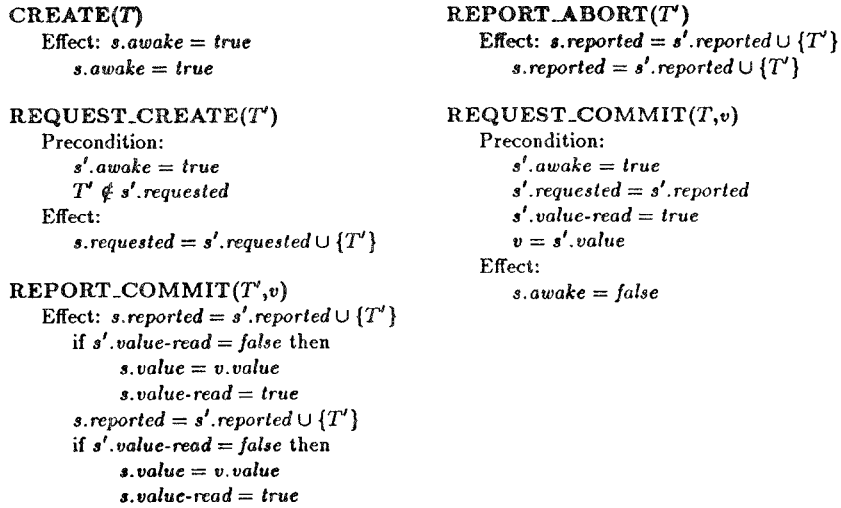 CREATE(T)
Effect: s.awake = true
s.awake = true
REQUEST_CREATE(T′)
Precondition:
s′.awake = true
T′ ∉ s′.requested
Effect:
s.requested = s′.requested ∪ {T′}
REPORT_COMMIT(T′,v)
Effect: s.reported = s′.reported ∪ {T′}
if s′.value-read = false then
s.value = v.value
s.value-read = true
s.reported = s′.reported ∪ {T′}
if s′.value-read = false then
s.value = v.value
s.value-read = true
REPORT_ABORT(T′)
Effect: s.reported = s′.reported ∪ {T′}
s.reported = s′.reported ∪ {T′}
REQUEST_COMMIT(T,v)
Precondition:
s′.awake = true
s′.requested = s′.reported
s′.value-read = true
v = s′.value
Effect:
s.awake = false